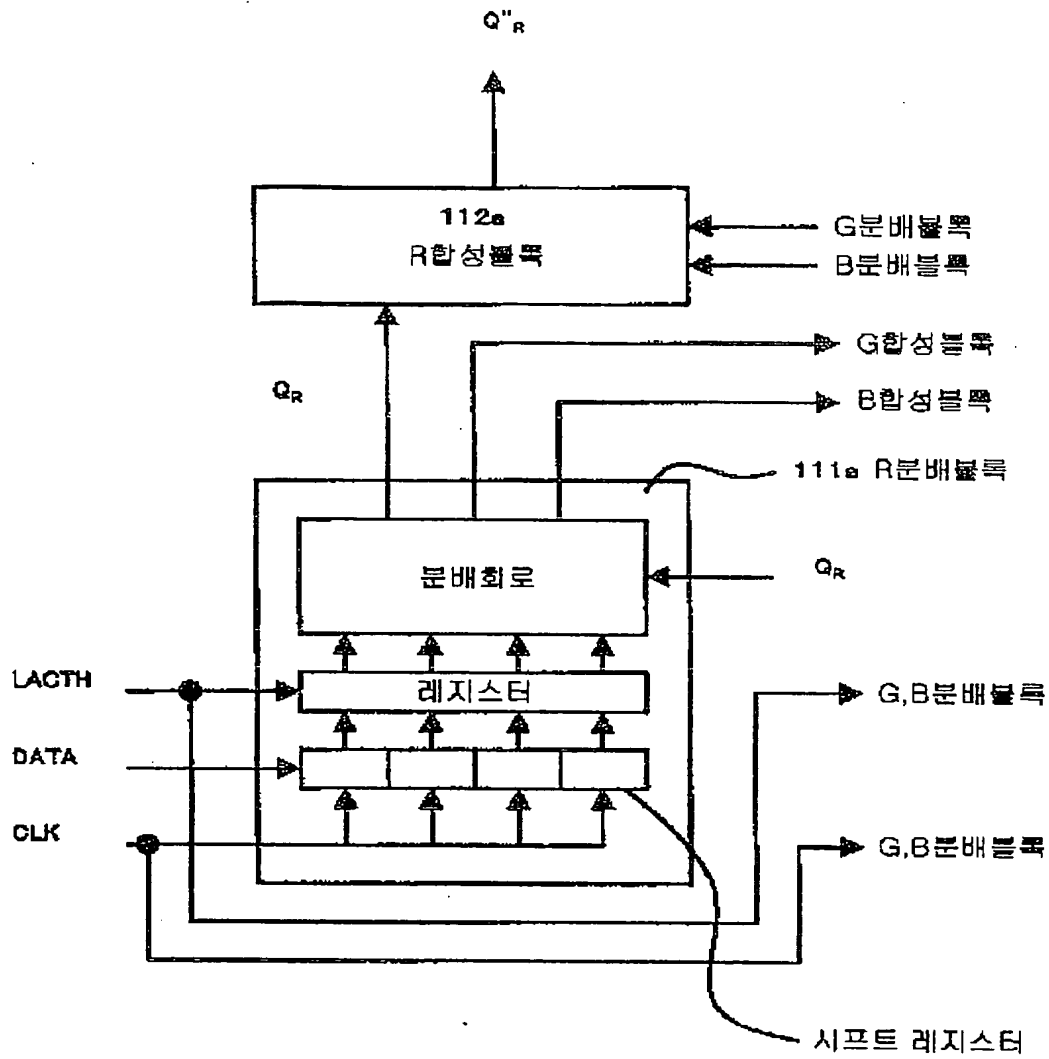 Q"R
112a
R합성블록
G분배블록
B분배블록
G합성블록
QR
B합성블록
111a R분배블록
분배회로
QR
LACTH
레지스터
G,B분배블록
DATA
CLK
G,B분배블록
시프트 레지스터